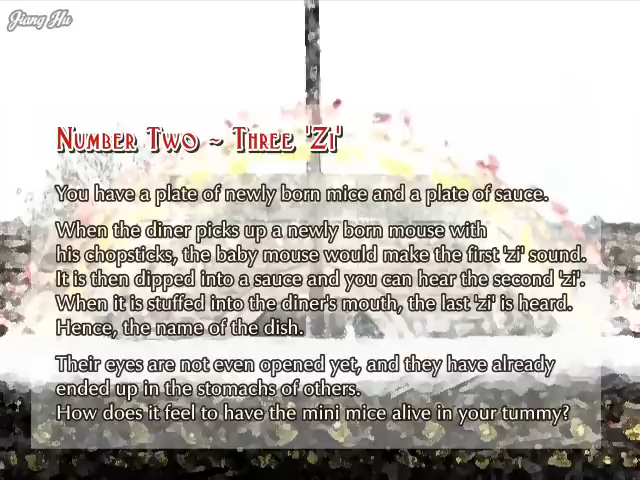 Jiang Hu
Number Two ~ Three 'Zi'
You have a plate of newly born mice and a plate of sauce.
When the diner picks up a newly born mouse with
his chopsticks, the baby mouse would make the first 'zi' sound.
It is then dipped into a sauce and you can hear the second 'zi'.
When it is stuffed into the diner's mouth, the last 'zi' is heard.
Hence, the name of the dish.
Their eyes are not even opened yet, and they have already
ended up in the stomachs of others.
How does it feel to have the mini mice alive in your tummy?